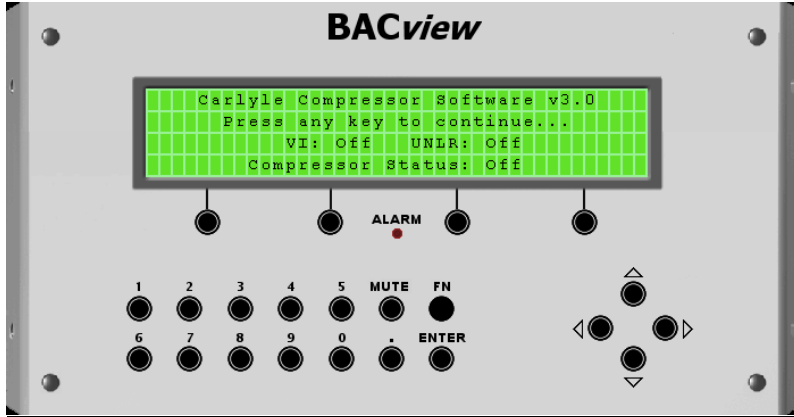 BACview
Carlyle Compressor Software v3.0
Press any key to continue...
VI: Off UNLR: Off
Compressor Status: Off
ALARM
1 2 3 4 5 MUTE FN
6 7 8 9 0 . ENTER